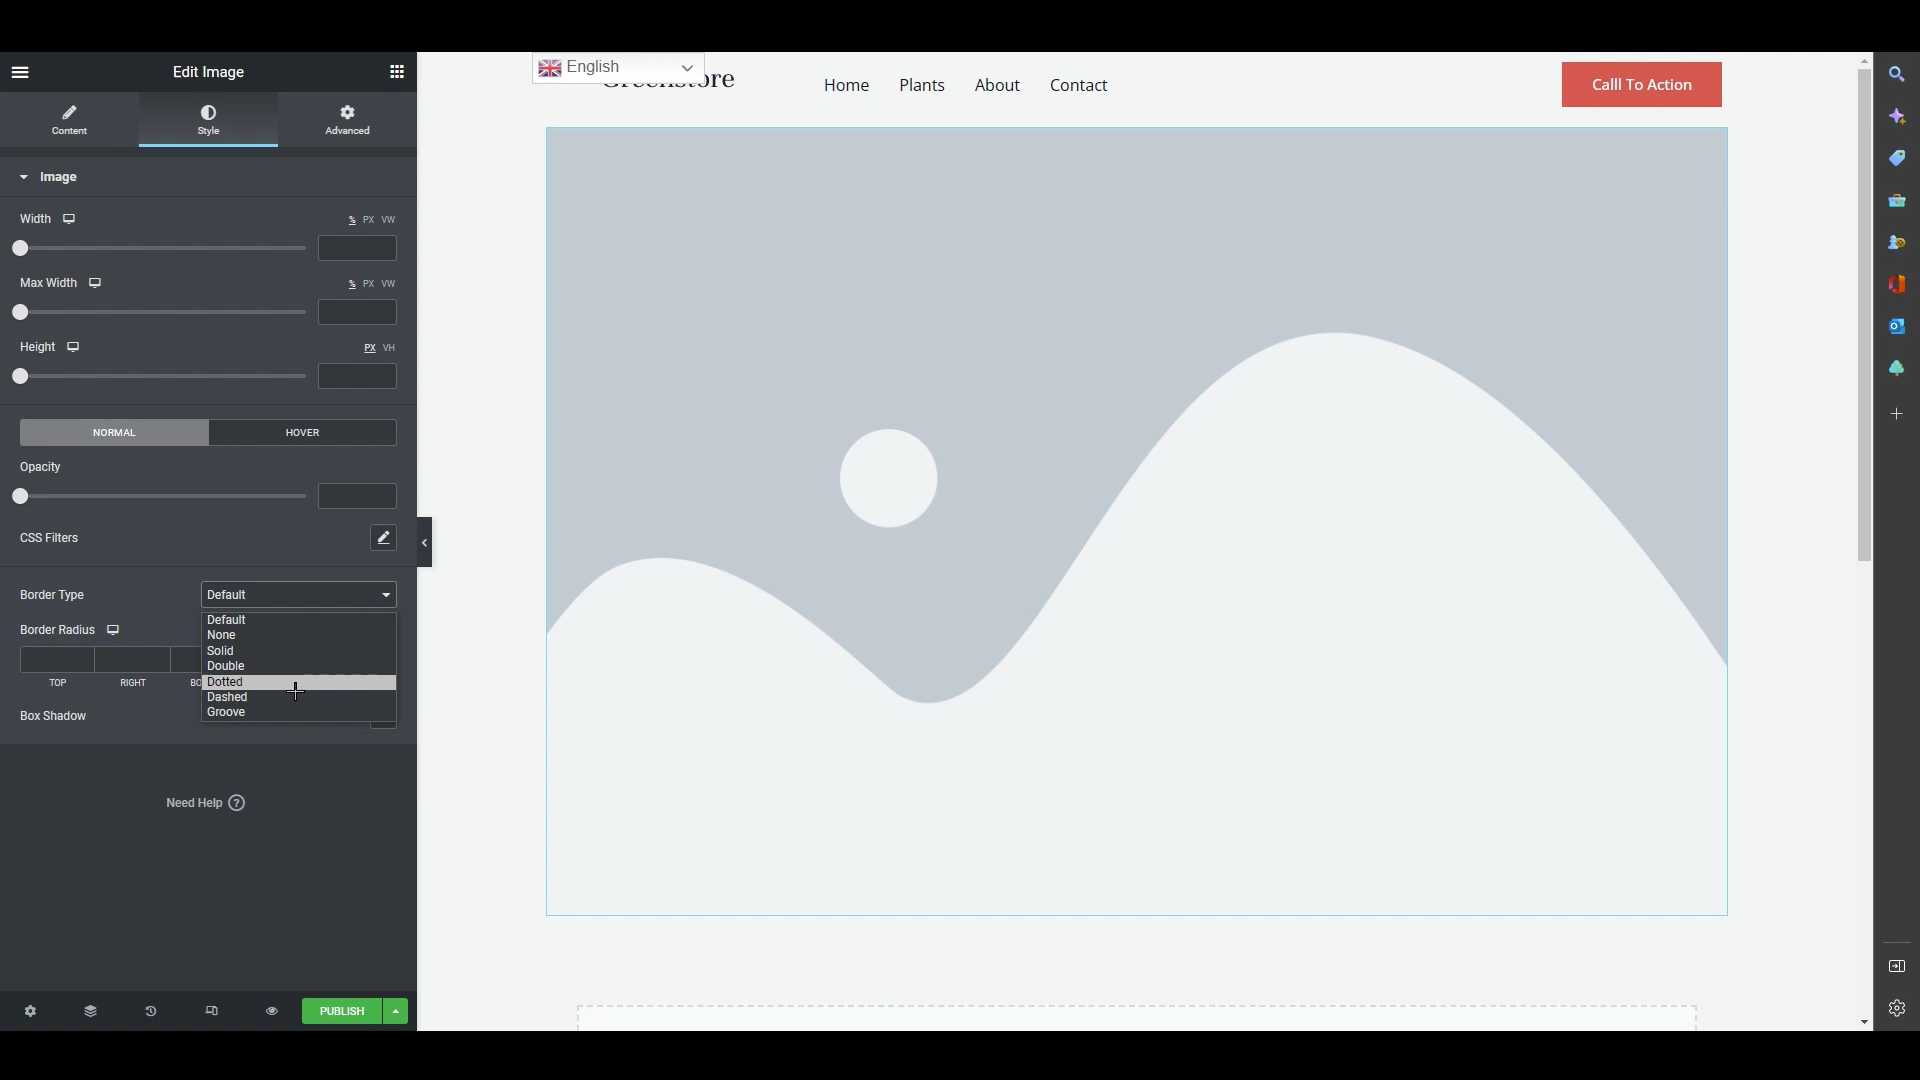 Edit Image
Content
Style
Advanced
Image
Width
% PX VW
Max Width
% PX VW
Height
PX VH
NORMAL
HOVER
Opacity
CSS Filters
Border Type
Default
Default
None
Solid
Double
Dotted
Dashed
Groove
Border Radius
TOP
RIGHT
BO
Box Shadow
Need Help ?
PUBLISH
English
Greenstore
Home
Plants
About
Contact
Calll To Action